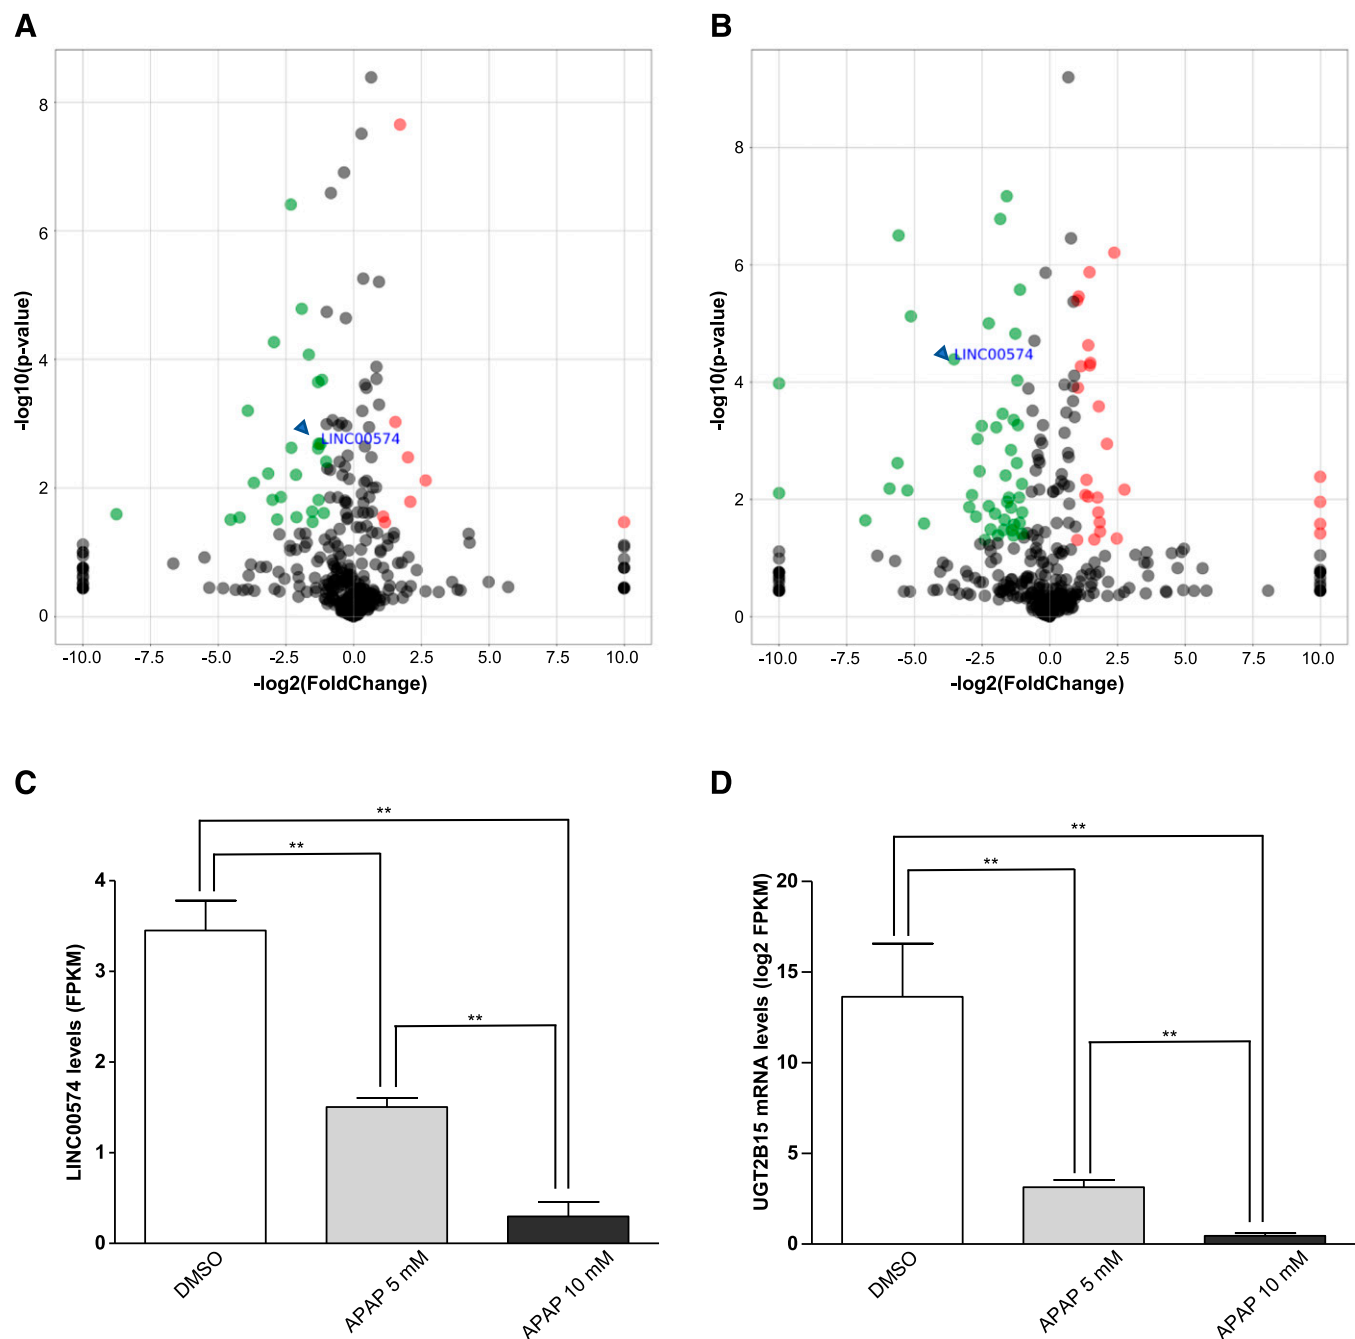 A
B
-log10(p-value)
8
6
4
2
0
-10.0 -7.5 -5.0 -2.5 0.0 2.5 5.0 7.5 10.0
-log2(FoldChange)
LINC00574
-log10(p-value)
8
6
4
2
0
-10.0 -7.5 -5.0 -2.5 0.0 2.5 5.0 7.5 10.0
-log2(FoldChange)
LINC00574
C
D
LINC00574 levels (FPKM)
4
3
2
1
0
**
**
**
DMSO
APAP 5 mM
APAP 10 mM
UGT2B15 mRNA levels (log2 FPKM)
20
15
10
5
0
**
**
**
DMSO
APAP 5 mM
APAP 10 mM